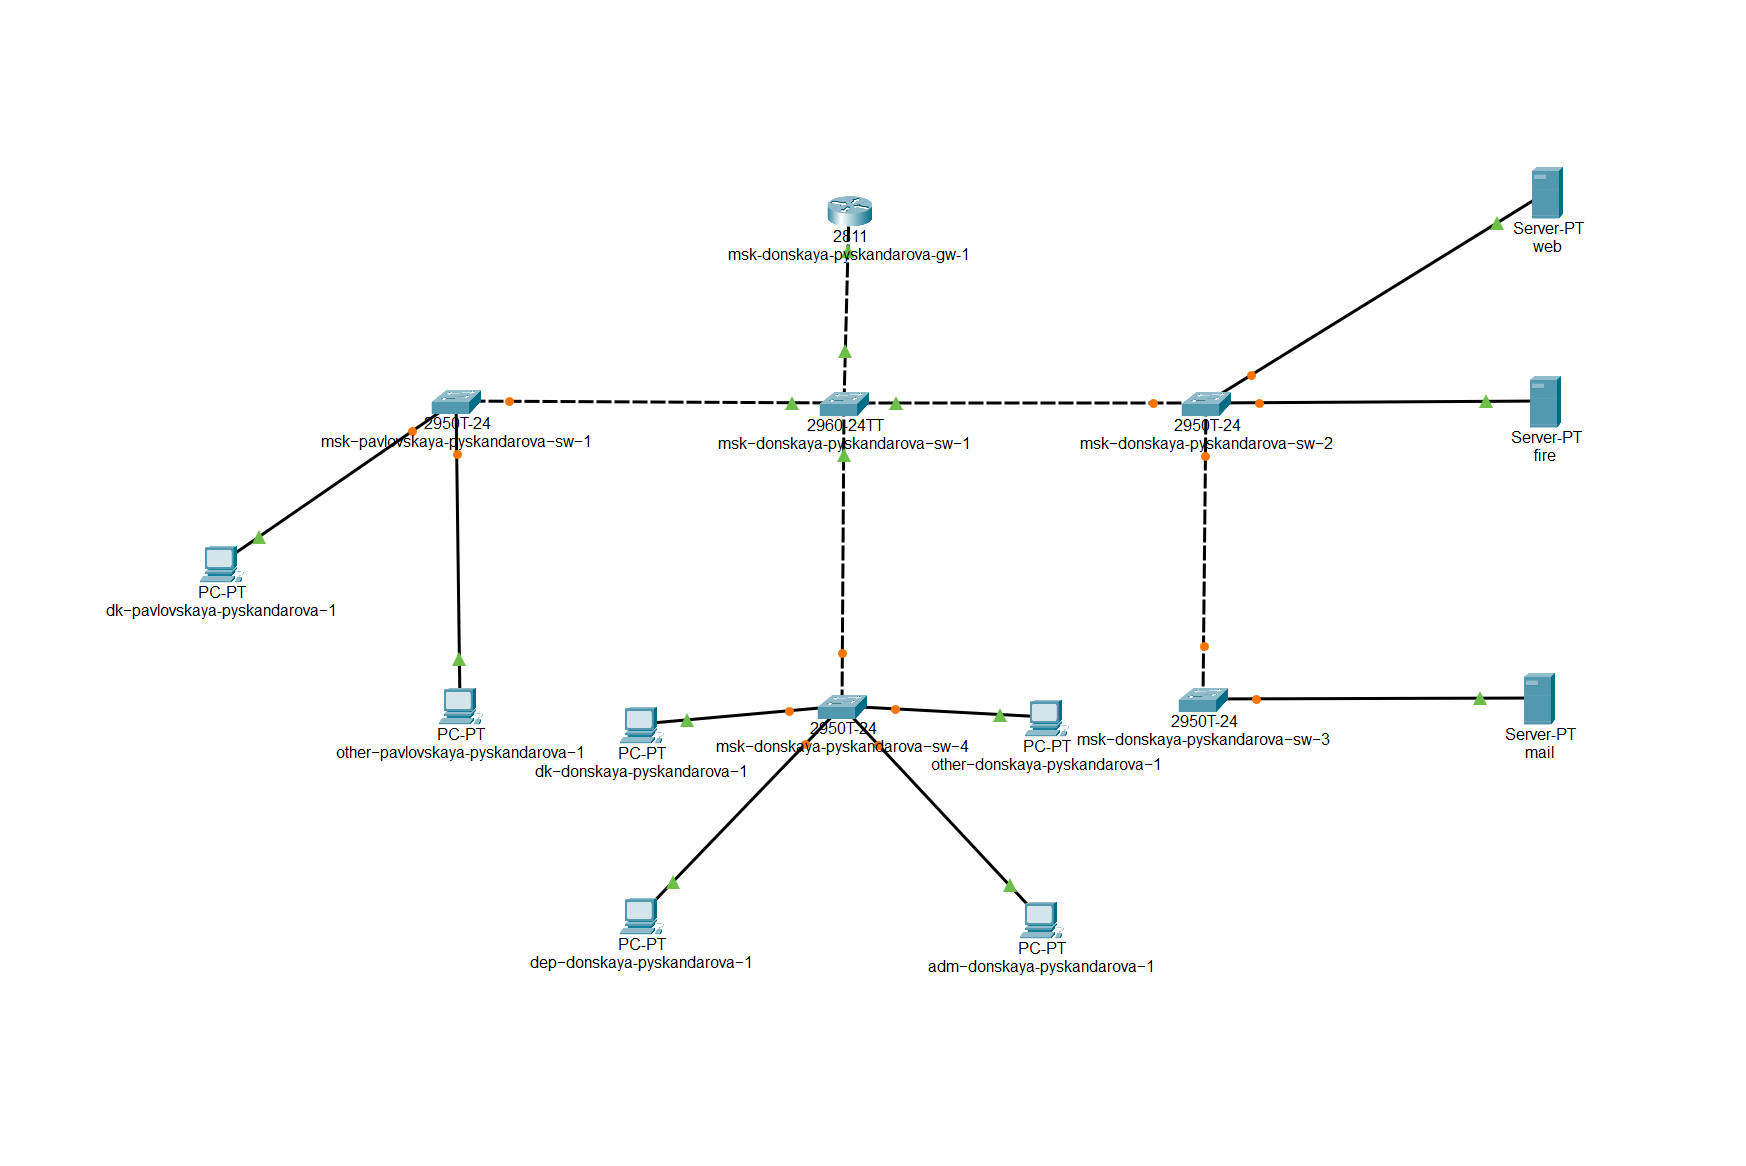 Server-PT
web
2811
msk-donskaya-pyskandarova-gw-1
2950T-24
msk-pavlovskaya-pyskandarova-sw-1
2960-24TT
msk-donskaya-pyskandarova-sw-1
2950T-24
msk-donskaya-pyskandarova-sw-2
Server-PT
fire
PC-PT
dk-pavlovskaya-pyskandarova-1
PC-PT
other-pavlovskaya-pyskandarova-1
PC-PT
dk-donskaya-pyskandarova-1
2950T-24
msk-donskaya-pyskandarova-sw-4
PC-PT
other-donskaya-pyskandarova-1
2950T-24
msk-donskaya-pyskandarova-sw-3
Server-PT
mail
PC-PT
dep-donskaya-pyskandarova-1
PC-PT
adm-donskaya-pyskandarova-1